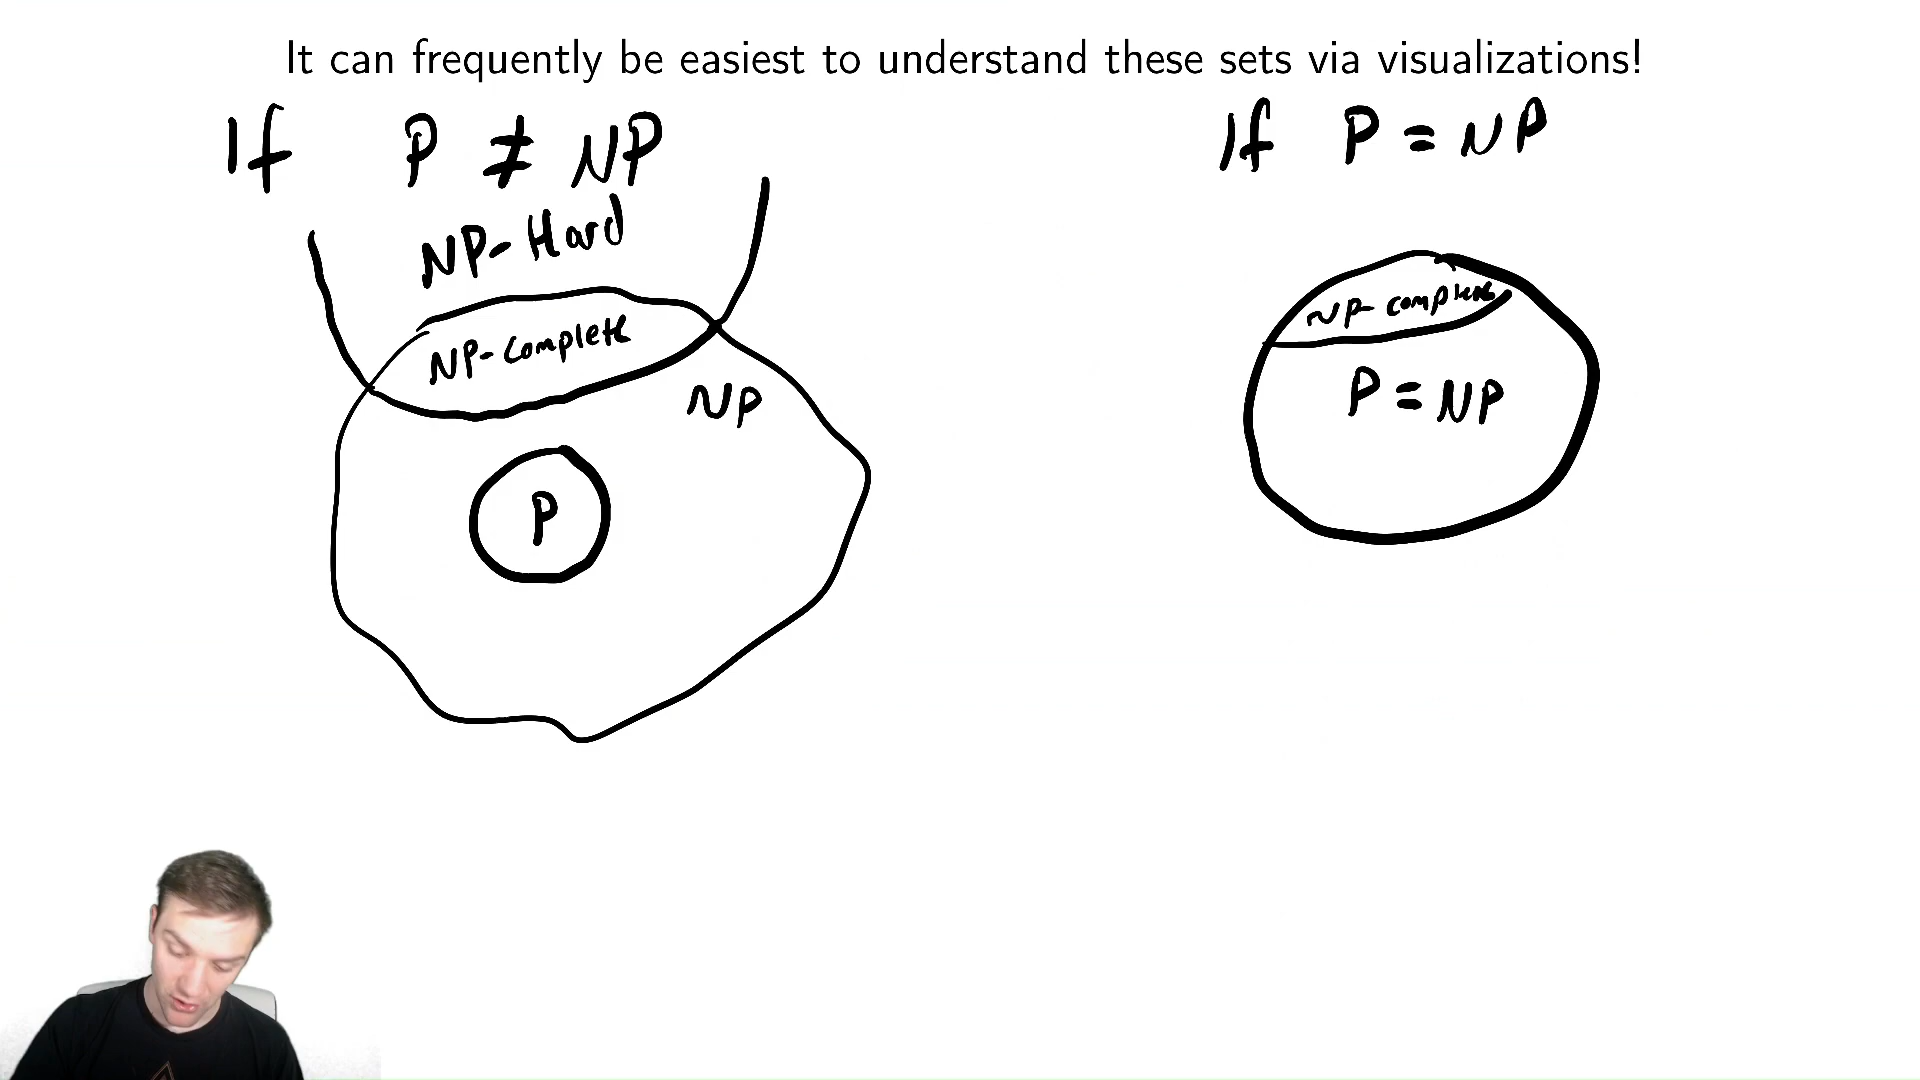 It can frequently be easiest to understand these sets via visualizations!
If P ≠ NP
NP-Hard
NP-Complete
NP
P
If P = NP
NP-complete
P = NP